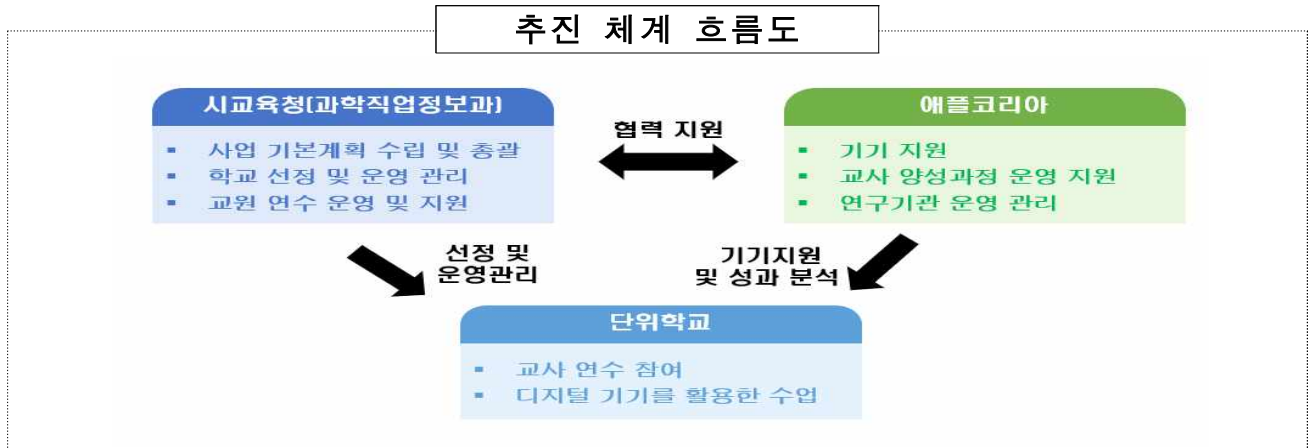 추진 체계 흐름도
시교육청(과학직업정보과)
▪ 사업 기본계획 수립 및 총괄
▪ 학교 선정 및 운영 관리
▪ 교원 연수 운영 및 지원
협력 지원
애플코리아
▪ 기기 지원
▪ 교사 양성과정 운영 지원
▪ 연구기관 운영 관리
선정 및
운영관리
기기지원
및 성과 분석
단위학교
▪ 교사 연수 참여
▪ 디지털 기기를 활용한 수업